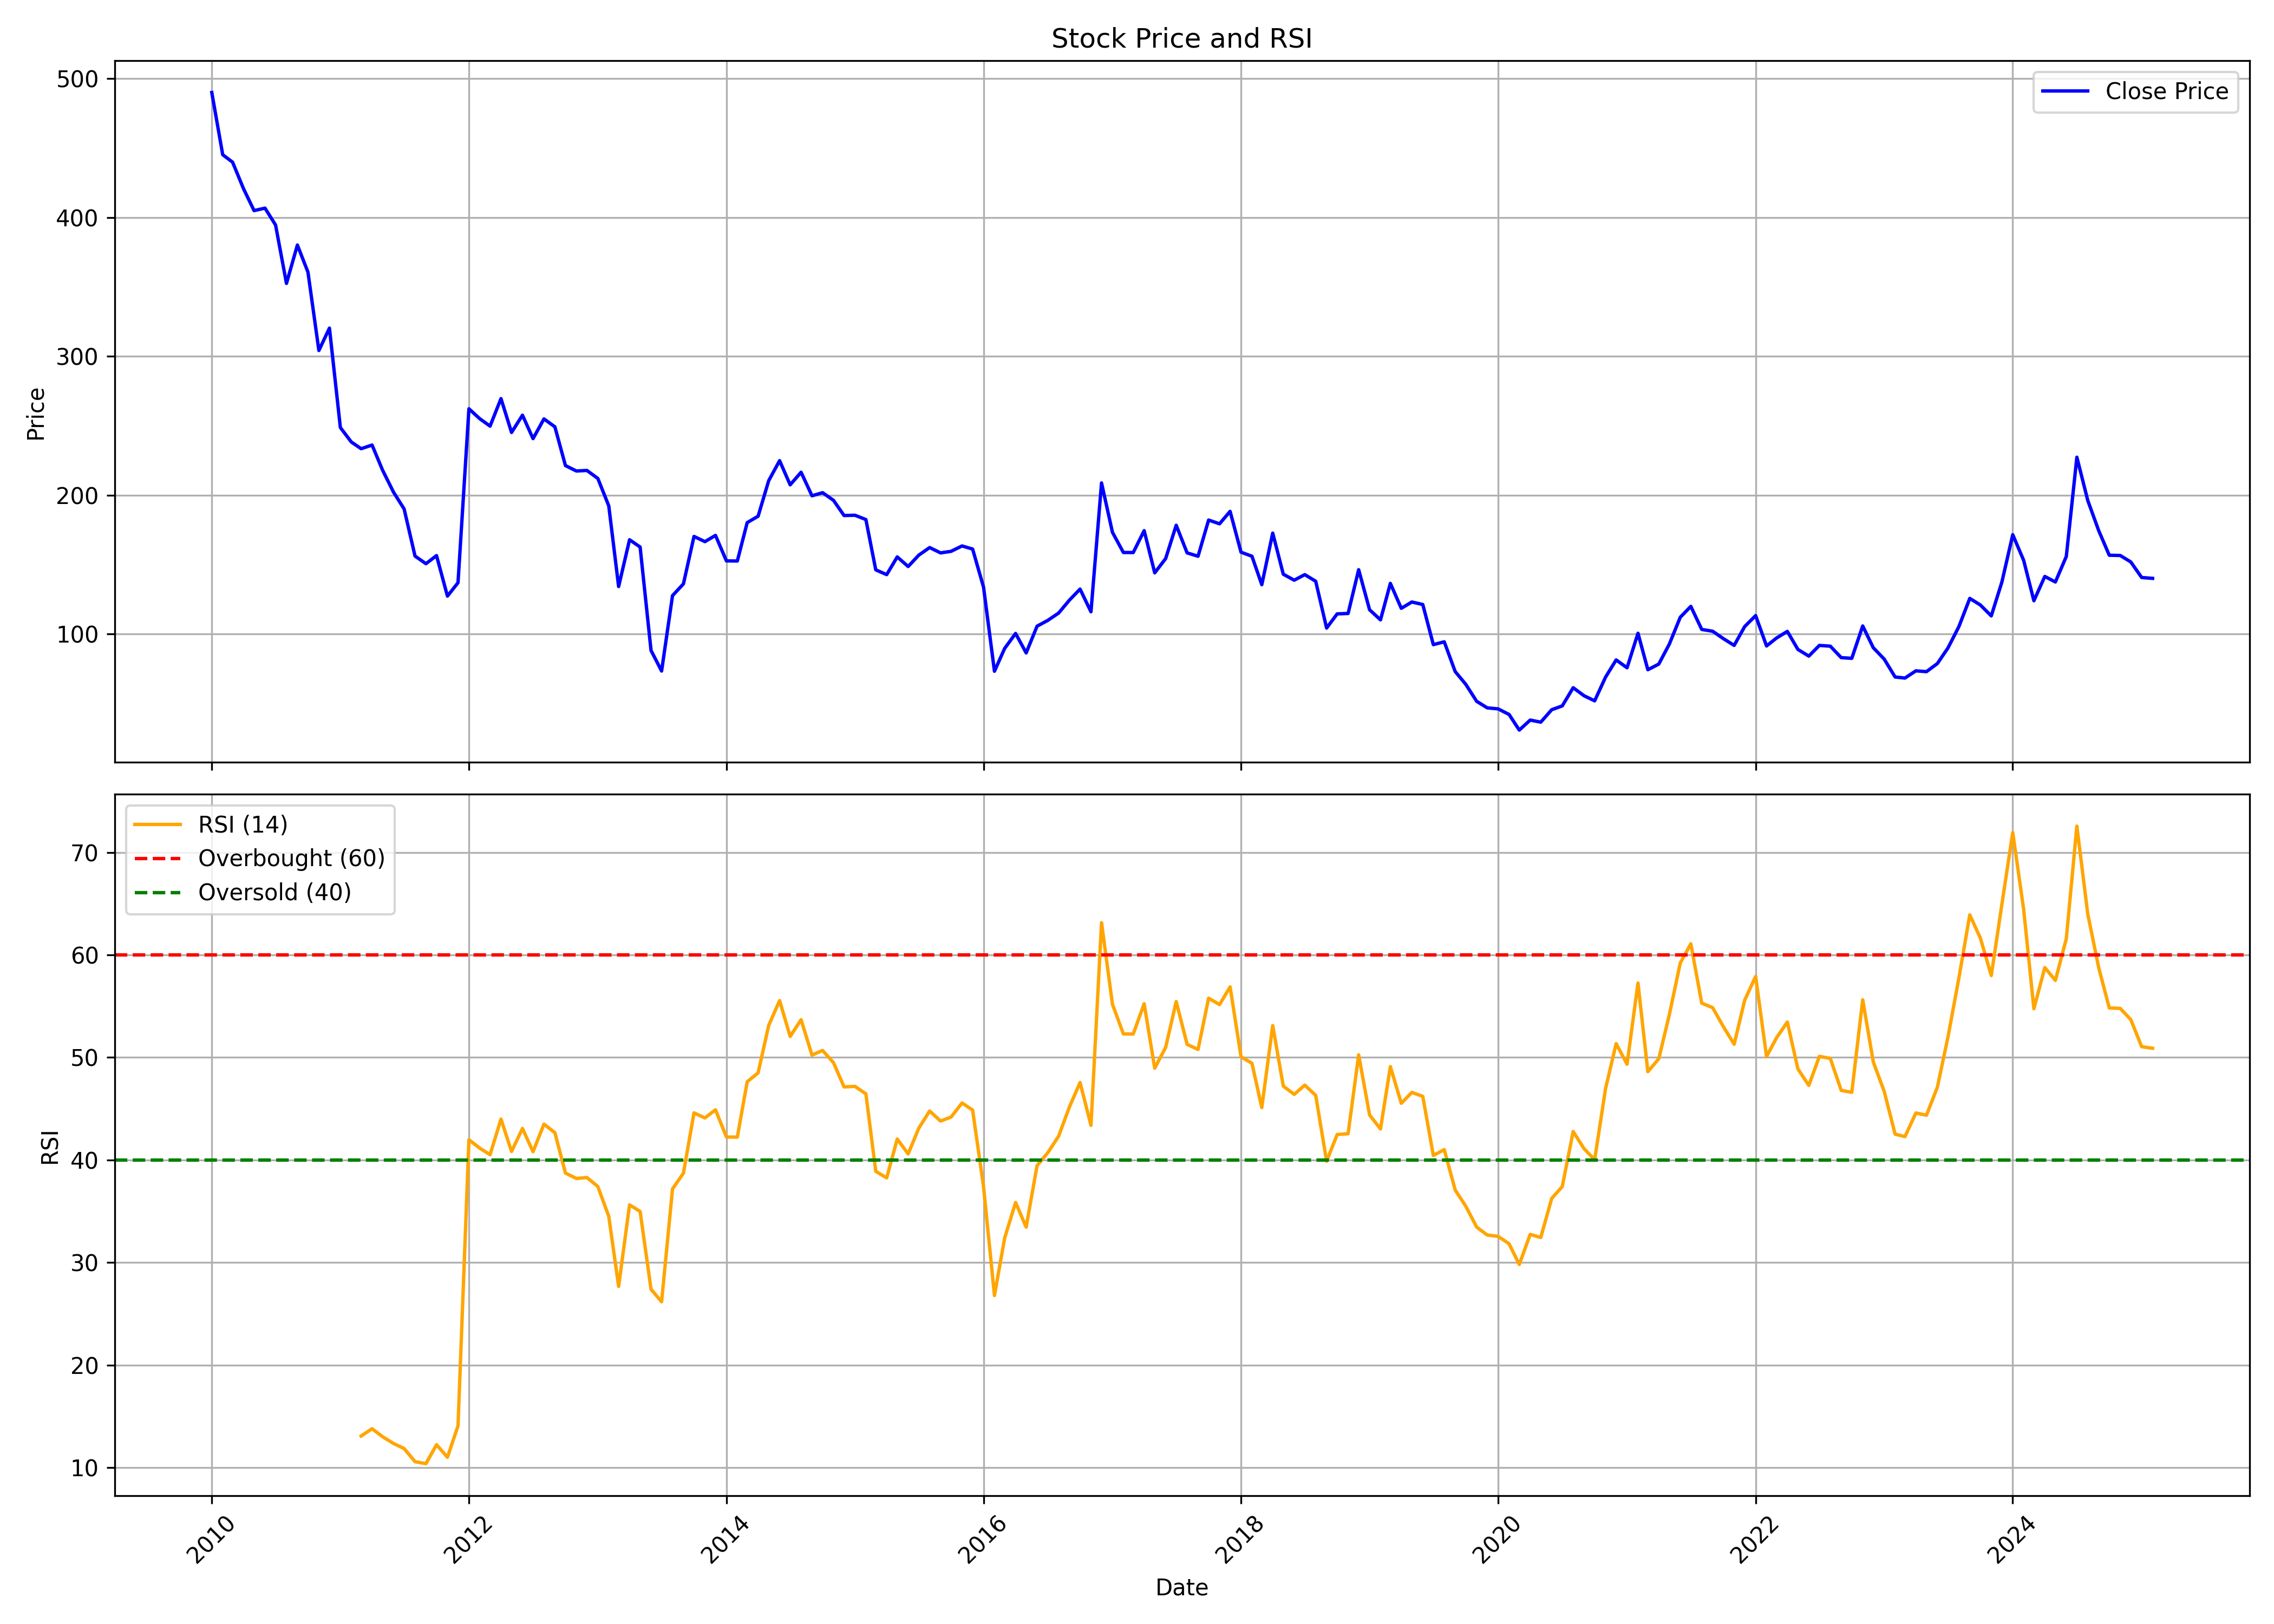 Stock Price and RSI
500
400
300
200
100
Price
Close Price
70
60
50
40
30
20
10
RSI
RSI (14)
Overbought (60)
Oversold (40)
2010
2012
2014
2016
2018
2020
2022
2024
Date